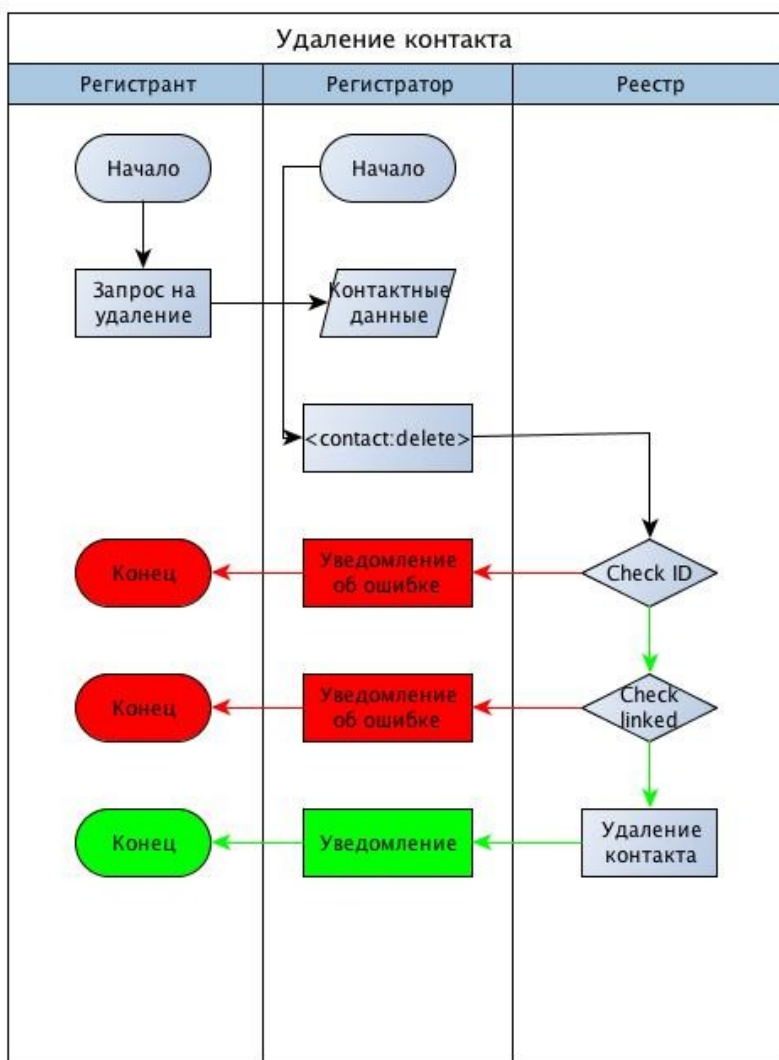 Удаление контакта
Регистрант
Регистратор
Реестр
Начало
Начало
Запрос на
удаление
Контактные
данные
<contact:delete>
Конец
Уведомление
об ошибке
Check ID
Конец
Уведомление
об ошибке
Check
linked
Конец
Уведомление
Удаление
контакта